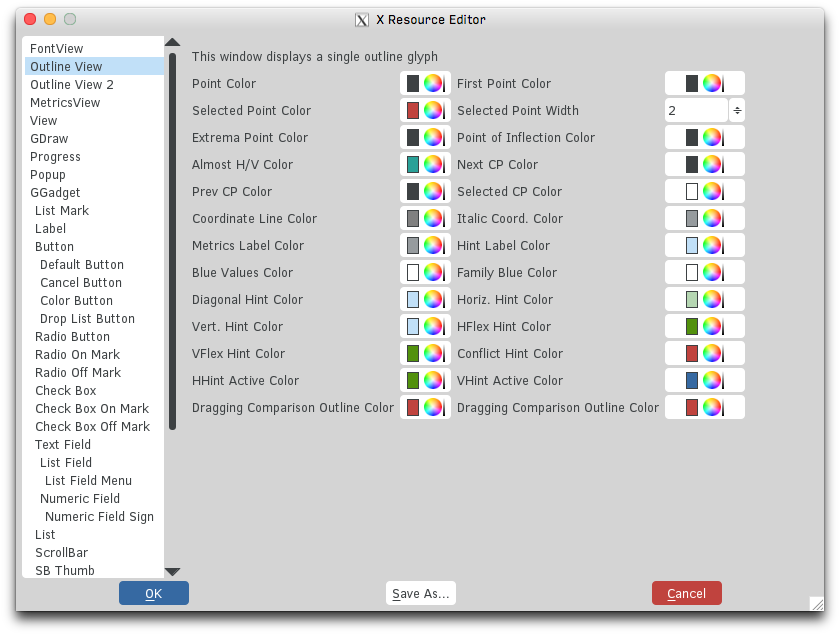 X Resource Editor
FontView
Outline View
Outline View 2
MetricsView
View
GDraw
Progress
Popup
GGadget
List Mark
Label
Button
Default Button
Cancel Button
Color Button
Drop List Button
Radio Button
Radio On Mark
Radio Off Mark
Check Box
Check Box On Mark
Check Box Off Mark
Text Field
List Field
List Field Menu
Numeric Field
Numeric Field Sign
List
ScrollBar
SB Thumb
This window displays a single outline glyph
Point Color First Point Color
Selected Point Color Selected Point Width 2
Extrema Point Color Point of Inflection Color
Almost H/V Color Next CP Color
Prev CP Color Selected CP Color
Coordinate Line Color Italic Coord. Color
Metrics Label Color Hint Label Color
Blue Values Color Family Blue Color
Diagonal Hint Color Horiz. Hint Color
Vert. Hint Color HFlex Hint Color
VFlex Hint Color Conflict Hint Color
HHint Active Color VHint Active Color
Dragging Comparison Outline Color Dragging Comparison Outline Color
OK Save As... Cancel